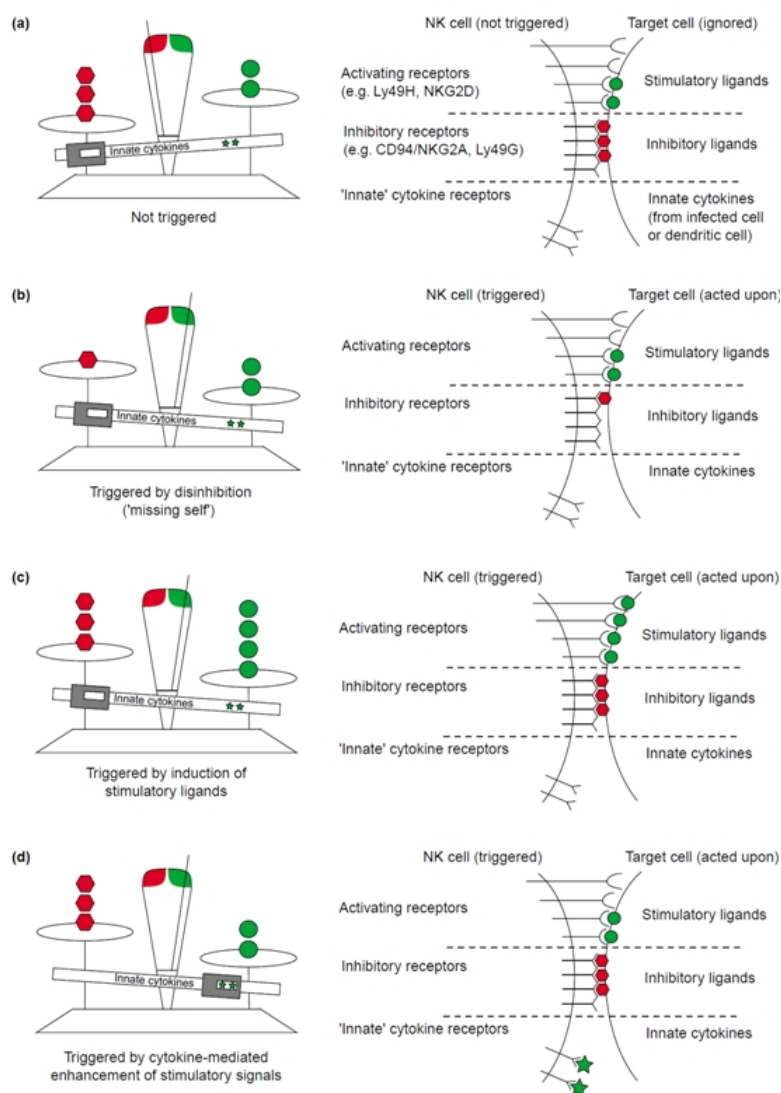 (a)
NK cell (not triggered)
Target cell (ignored)
Activating receptors
(e.g. Ly49H, NKG2D)
Stimulatory ligands
Inhibitory receptors
(e.g. CD94/NKG2A, Ly49G)
Inhibitory ligands
Innate cytokines
'Innate' cytokine receptors
Innate cytokines
(from infected cell
or dendritic cell)
Not triggered
(b)
NK cell (triggered)
Target cell (acted upon)
Activating receptors
Stimulatory ligands
Inhibitory receptors
Inhibitory ligands
Innate cytokines
'Innate' cytokine receptors
Innate cytokines
Triggered by disinhibition
('missing self')
(c)
NK cell (triggered)
Target cell (acted upon)
Activating receptors
Stimulatory ligands
Inhibitory receptors
Inhibitory ligands
Innate cytokines
'Innate' cytokine receptors
Innate cytokines
Triggered by induction of
stimulatory ligands
(d)
NK cell (triggered)
Target cell (acted upon)
Activating receptors
Stimulatory ligands
Inhibitory receptors
Inhibitory ligands
Innate cytokines
'Innate' cytokine receptors
Innate cytokines
Triggered by cytokine-mediated
enhancement of stimulatory signals